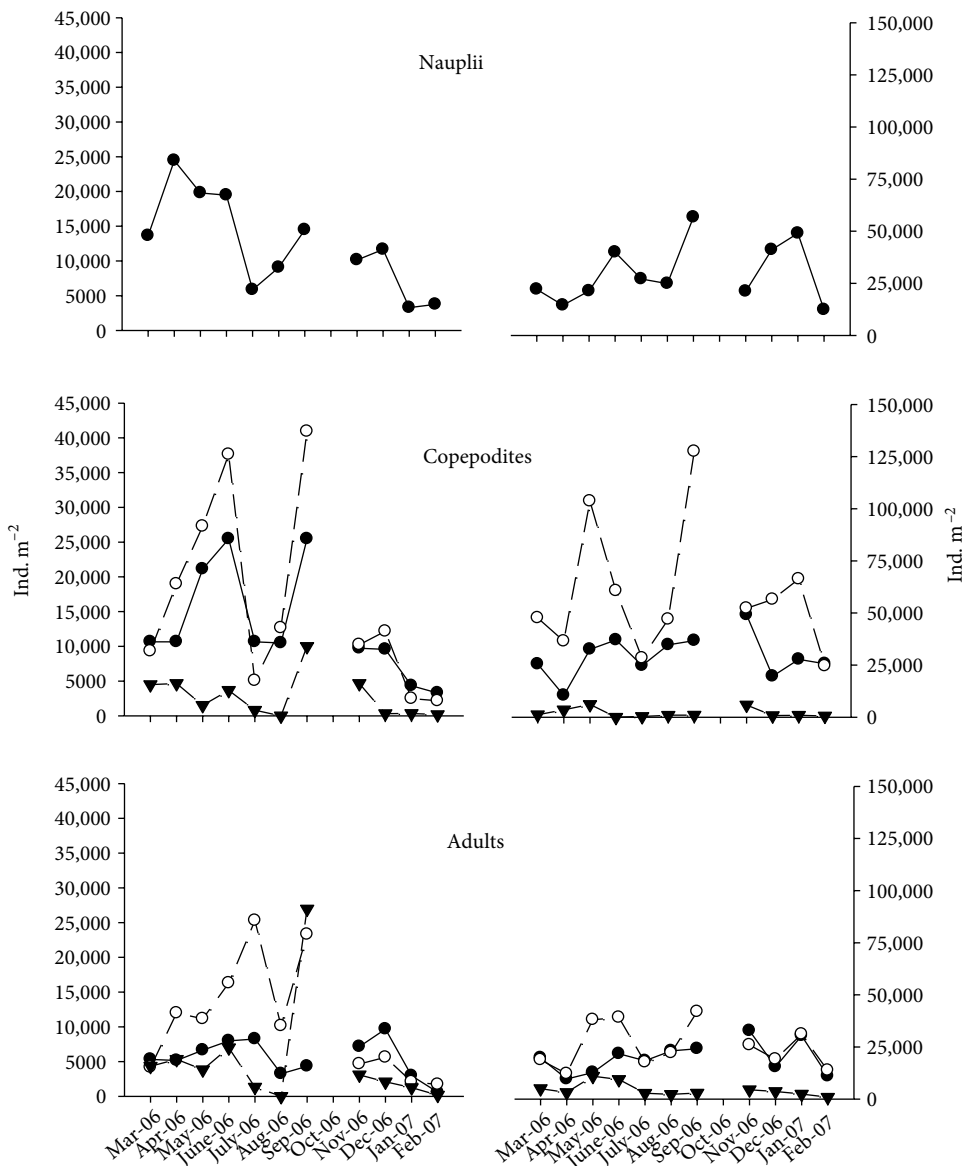 45,000
40,000
35,000
30,000
25,000
20,000
15,000
10,000
5000
0
Nauplii
150,000
125,000
100,000
75,000
50,000
25,000
0
45,000
40,000
35,000
30,000
25,000
20,000
15,000
10,000
5000
0
Ind. m⁻²
Copepodites
150,000
125,000
100,000
75,000
50,000
25,000
0
Ind. m⁻²
45,000
40,000
35,000
30,000
25,000
20,000
15,000
10,000
5000
0
Adults
150,000
125,000
100,000
75,000
50,000
25,000
0
Mar-06
Apr-06
May-06
June-06
July-06
Aug-06
Sep-06
Oct-06
Nov-06
Dec-06
Jan-07
Feb-07
Mar-06
Apr-06
May-06
June-06
July-06
Aug-06
Sep-06
Oct-06
Nov-06
Dec-06
Jan-07
Feb-07